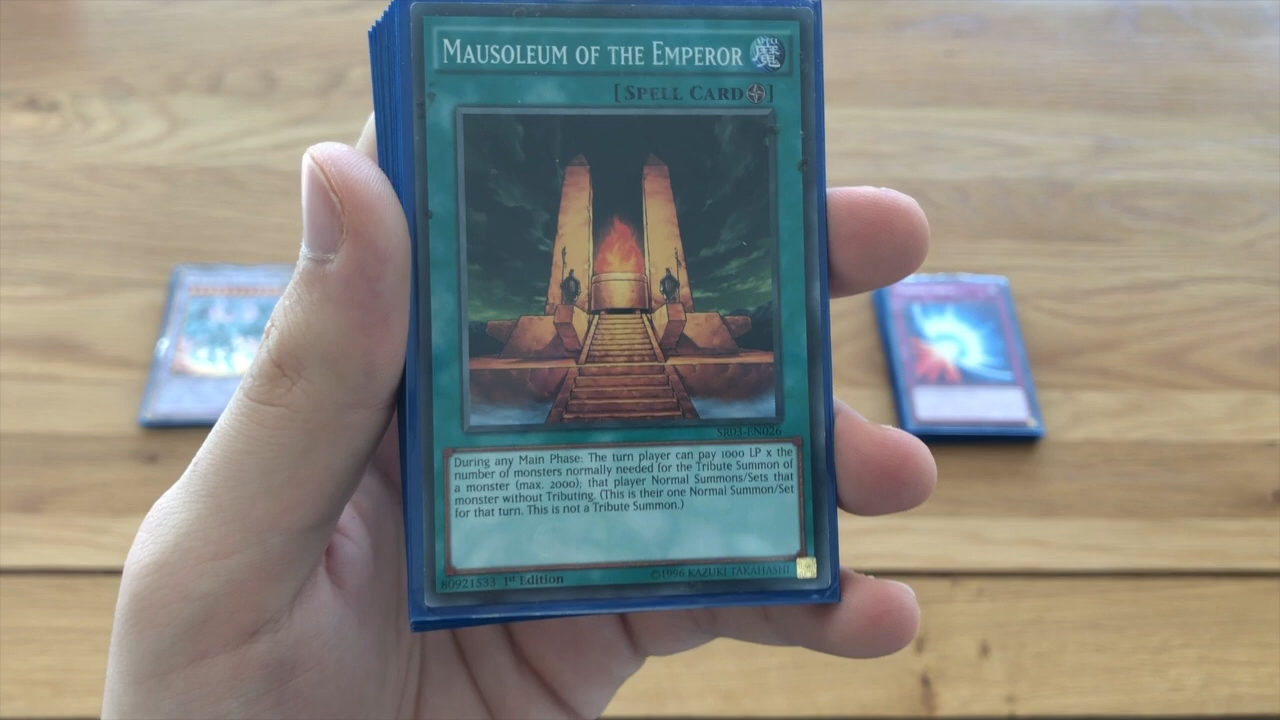 MAUSOLEUM OF THE EMPEROR 魔
[SPELL CARD]
SR03-EN026
During any Main Phase: The turn player can pay 1000 LP x the
number of monsters normally needed for the Tribute Summon of
a monster (max. 2000); that player Normal Summons/Sets that
monster without Tributing. (This is their one Normal Summon/Set
for that turn. This is not a Tribute Summon.)
80921533 1st Edition
©1996 KAZUKI TAKAHASHI